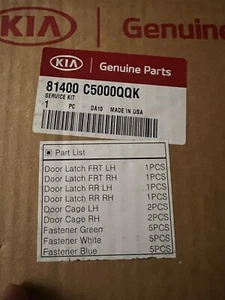 KIA Genuine
KIA Genuine Parts
81400 C5000QQK
SERVICE KIT
1 PC DA10 MADE IN USA
Part List
Door Latch FRT LH 1PCS
Door Latch FRT RH 1PCS
Door Latch RR LH 1PCS
Door Latch RR RH 1PCS
Door Cage LH 2PCS
Door Cage RH 2PCS
Fastener Green 5PCS
Fastener White 5PCS
Fastener Blue 5PCS